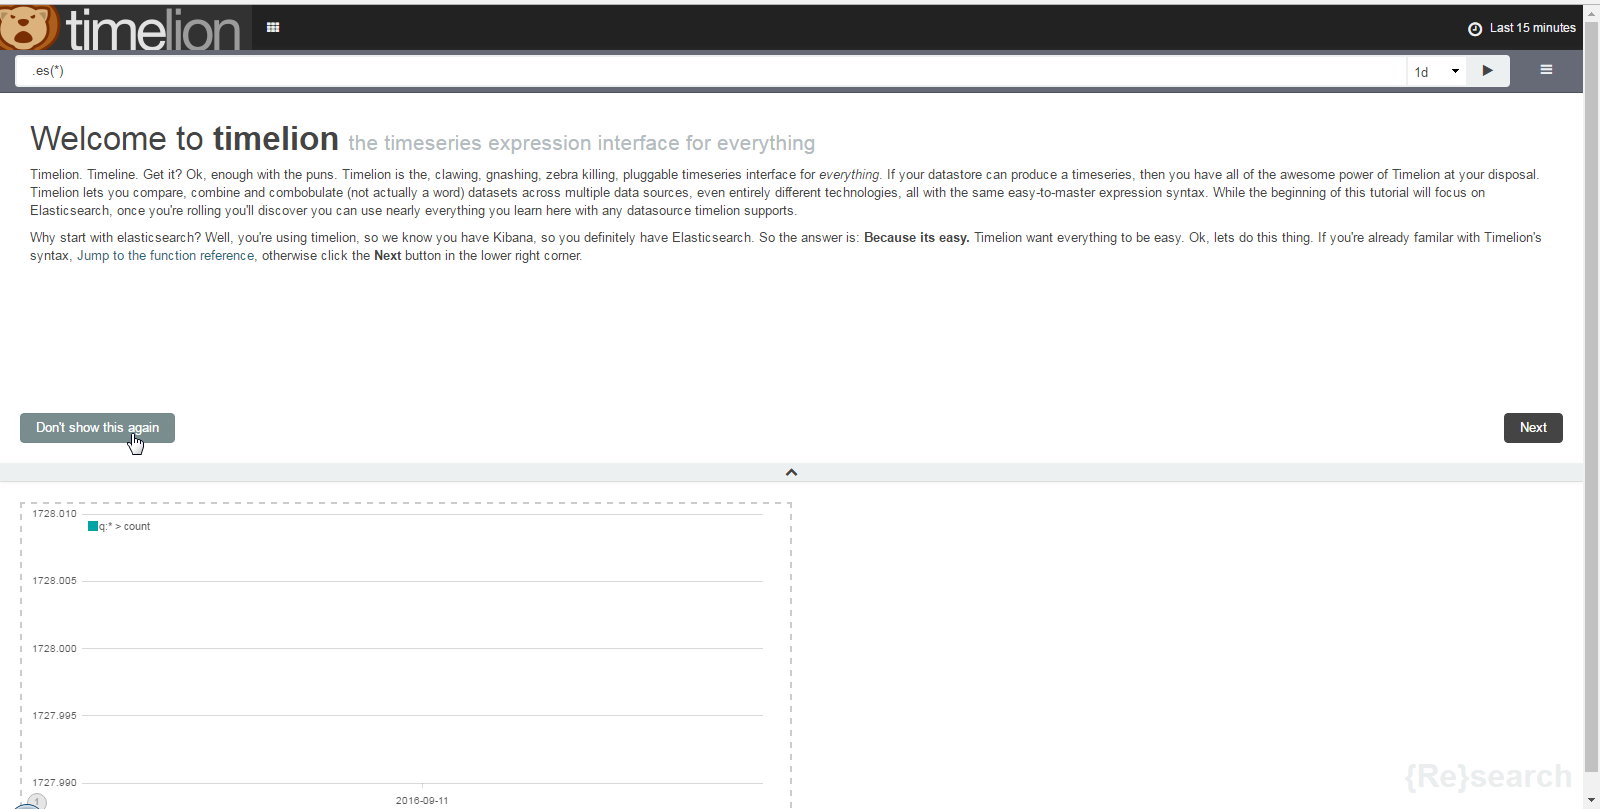 timelion
Last 15 minutes
.es(*)
1d
Welcome to timelion the timeseries expression interface for everything
Timelion. Timeline. Get it? Ok, enough with the puns. Timelion is the, clawing, gnashing, zebra killing, pluggable timeseries interface for everything. If your datastore can produce a timeseries, then you have all of the awesome power of Timelion at your disposal.
Timelion lets you compare, combine and combobulate (not actually a word) datasets across multiple data sources, even entirely different technologies, all with the same easy-to-master expression syntax. While the beginning of this tutorial will focus on
Elasticsearch, once you're rolling you'll discover you can use nearly everything you learn here with any datasource timelion supports.
Why start with elasticsearch? Well, you're using timelion, so we know you have Kibana, so you definitely have Elasticsearch. So the answer is: Because its easy. Timelion want everything to be easy. Ok, lets do this thing. If you're already familar with Timelion's
syntax, Jump to the function reference, otherwise click the Next button in the lower right corner.
Don't show this again
Next
1728.010
q:* > count
1728.005
1728.000
1727.995
1727.990
2016-09-11
1
{Re}search